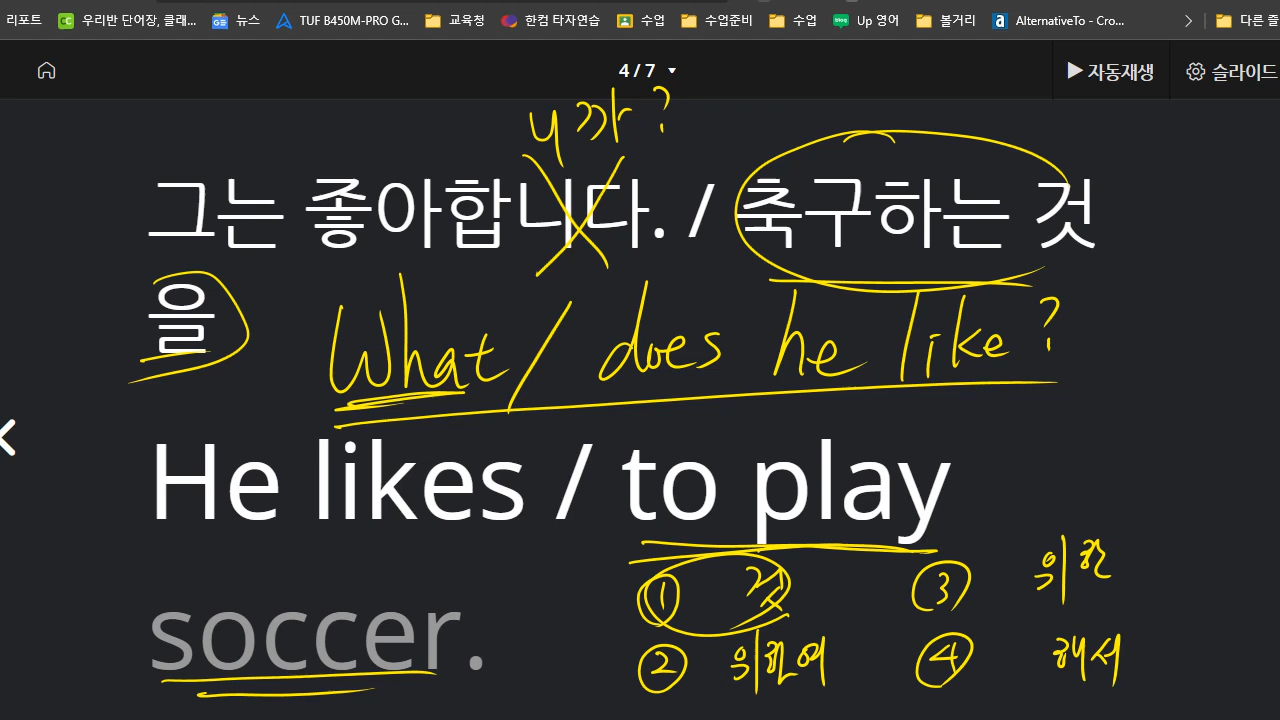 리포트 우리반 단어장, 클래... 뉴스 TUF B450M-PRO G... 교육청 한컴 타자연습 수업 수업준비 수업 Up 영어 볼거리 AlternativeTo - Cro... 다른 즐
4 / 7 자동재생 슬라이드
니까?
그는 좋아합니다. / 축구하는 것
을
What / does he like?
He likes / to play
① 것 ③ 위한
soccer.
② 위하여 ④ 해서